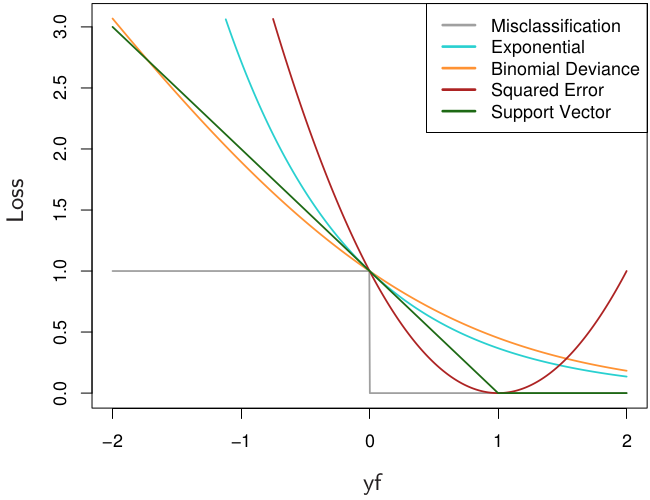 Misclassification
Exponential
Binomial Deviance
Squared Error
Support Vector
3.0
2.5
2.0
1.5
1.0
0.5
0.0
Loss
−2 −1 0 1 2
yf